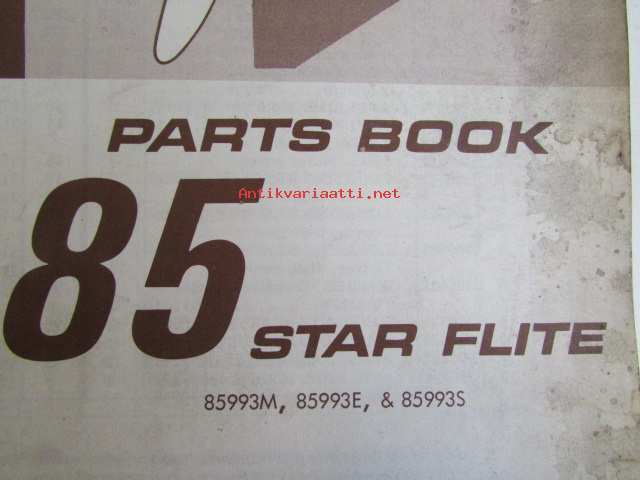 PARTS BOOK
Antikvariaatti.net
85 STAR FLITE
85993M, 85993E, & 85993S